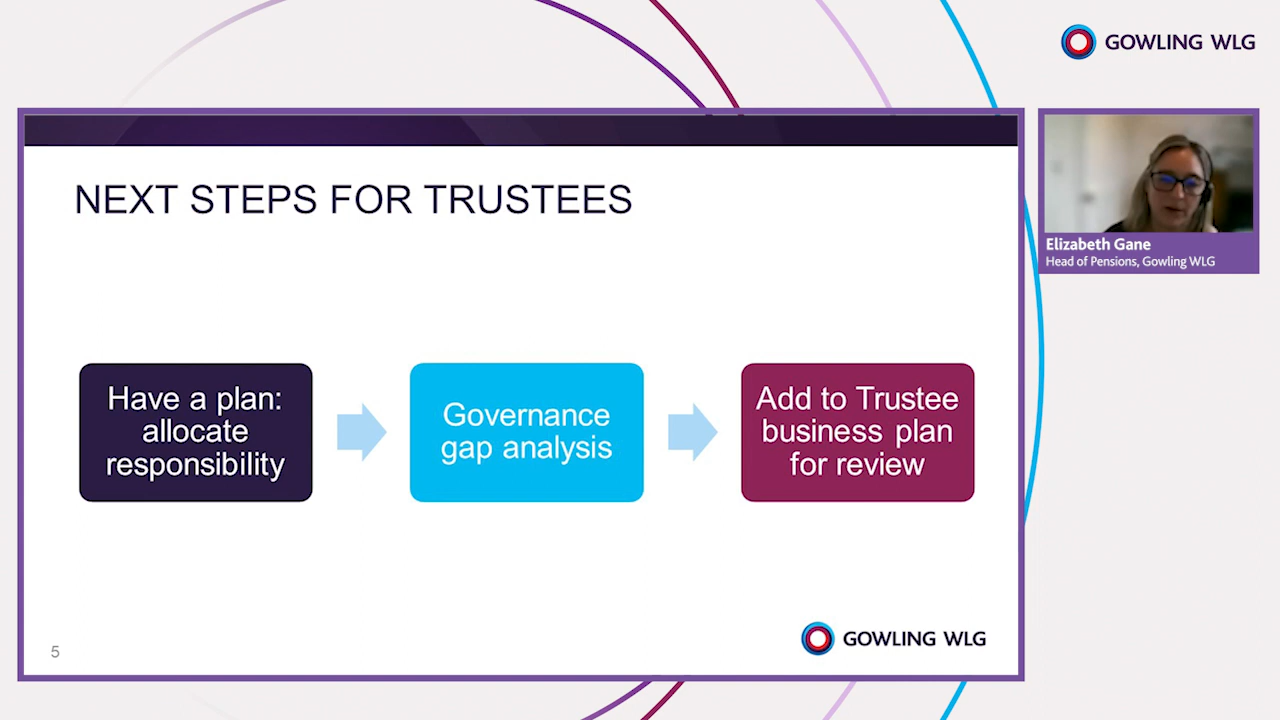 GOWLING WLG
NEXT STEPS FOR TRUSTEES
Have a plan:
allocate
responsibility
Governance
gap analysis
Add to Trustee
business plan
for review
5
GOWLING WLG
Elizabeth Gane
Head of Pensions, Gowling WLG